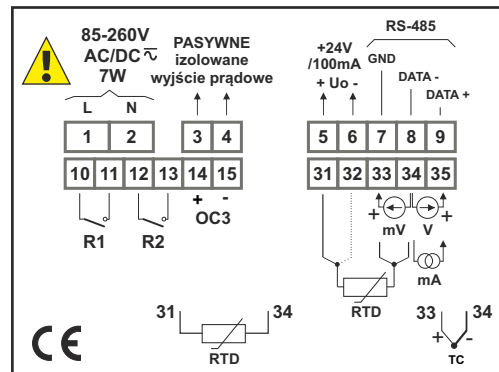 85-260V
AC/DC
7W
L N
PASYWNE
izolowane
wyjście prądowe
+24V
/100mA
+ Uo -
RS-485
GND
DATA -
DATA +
1 2 3 4 5 6 7 8 9
10 11 12 13 14 15 31 32 33 34 35
R1 R2
+ -
OC3
+ +
mV V
mA
RTD
31 34
RTD
33 34
+ -
TC
CE